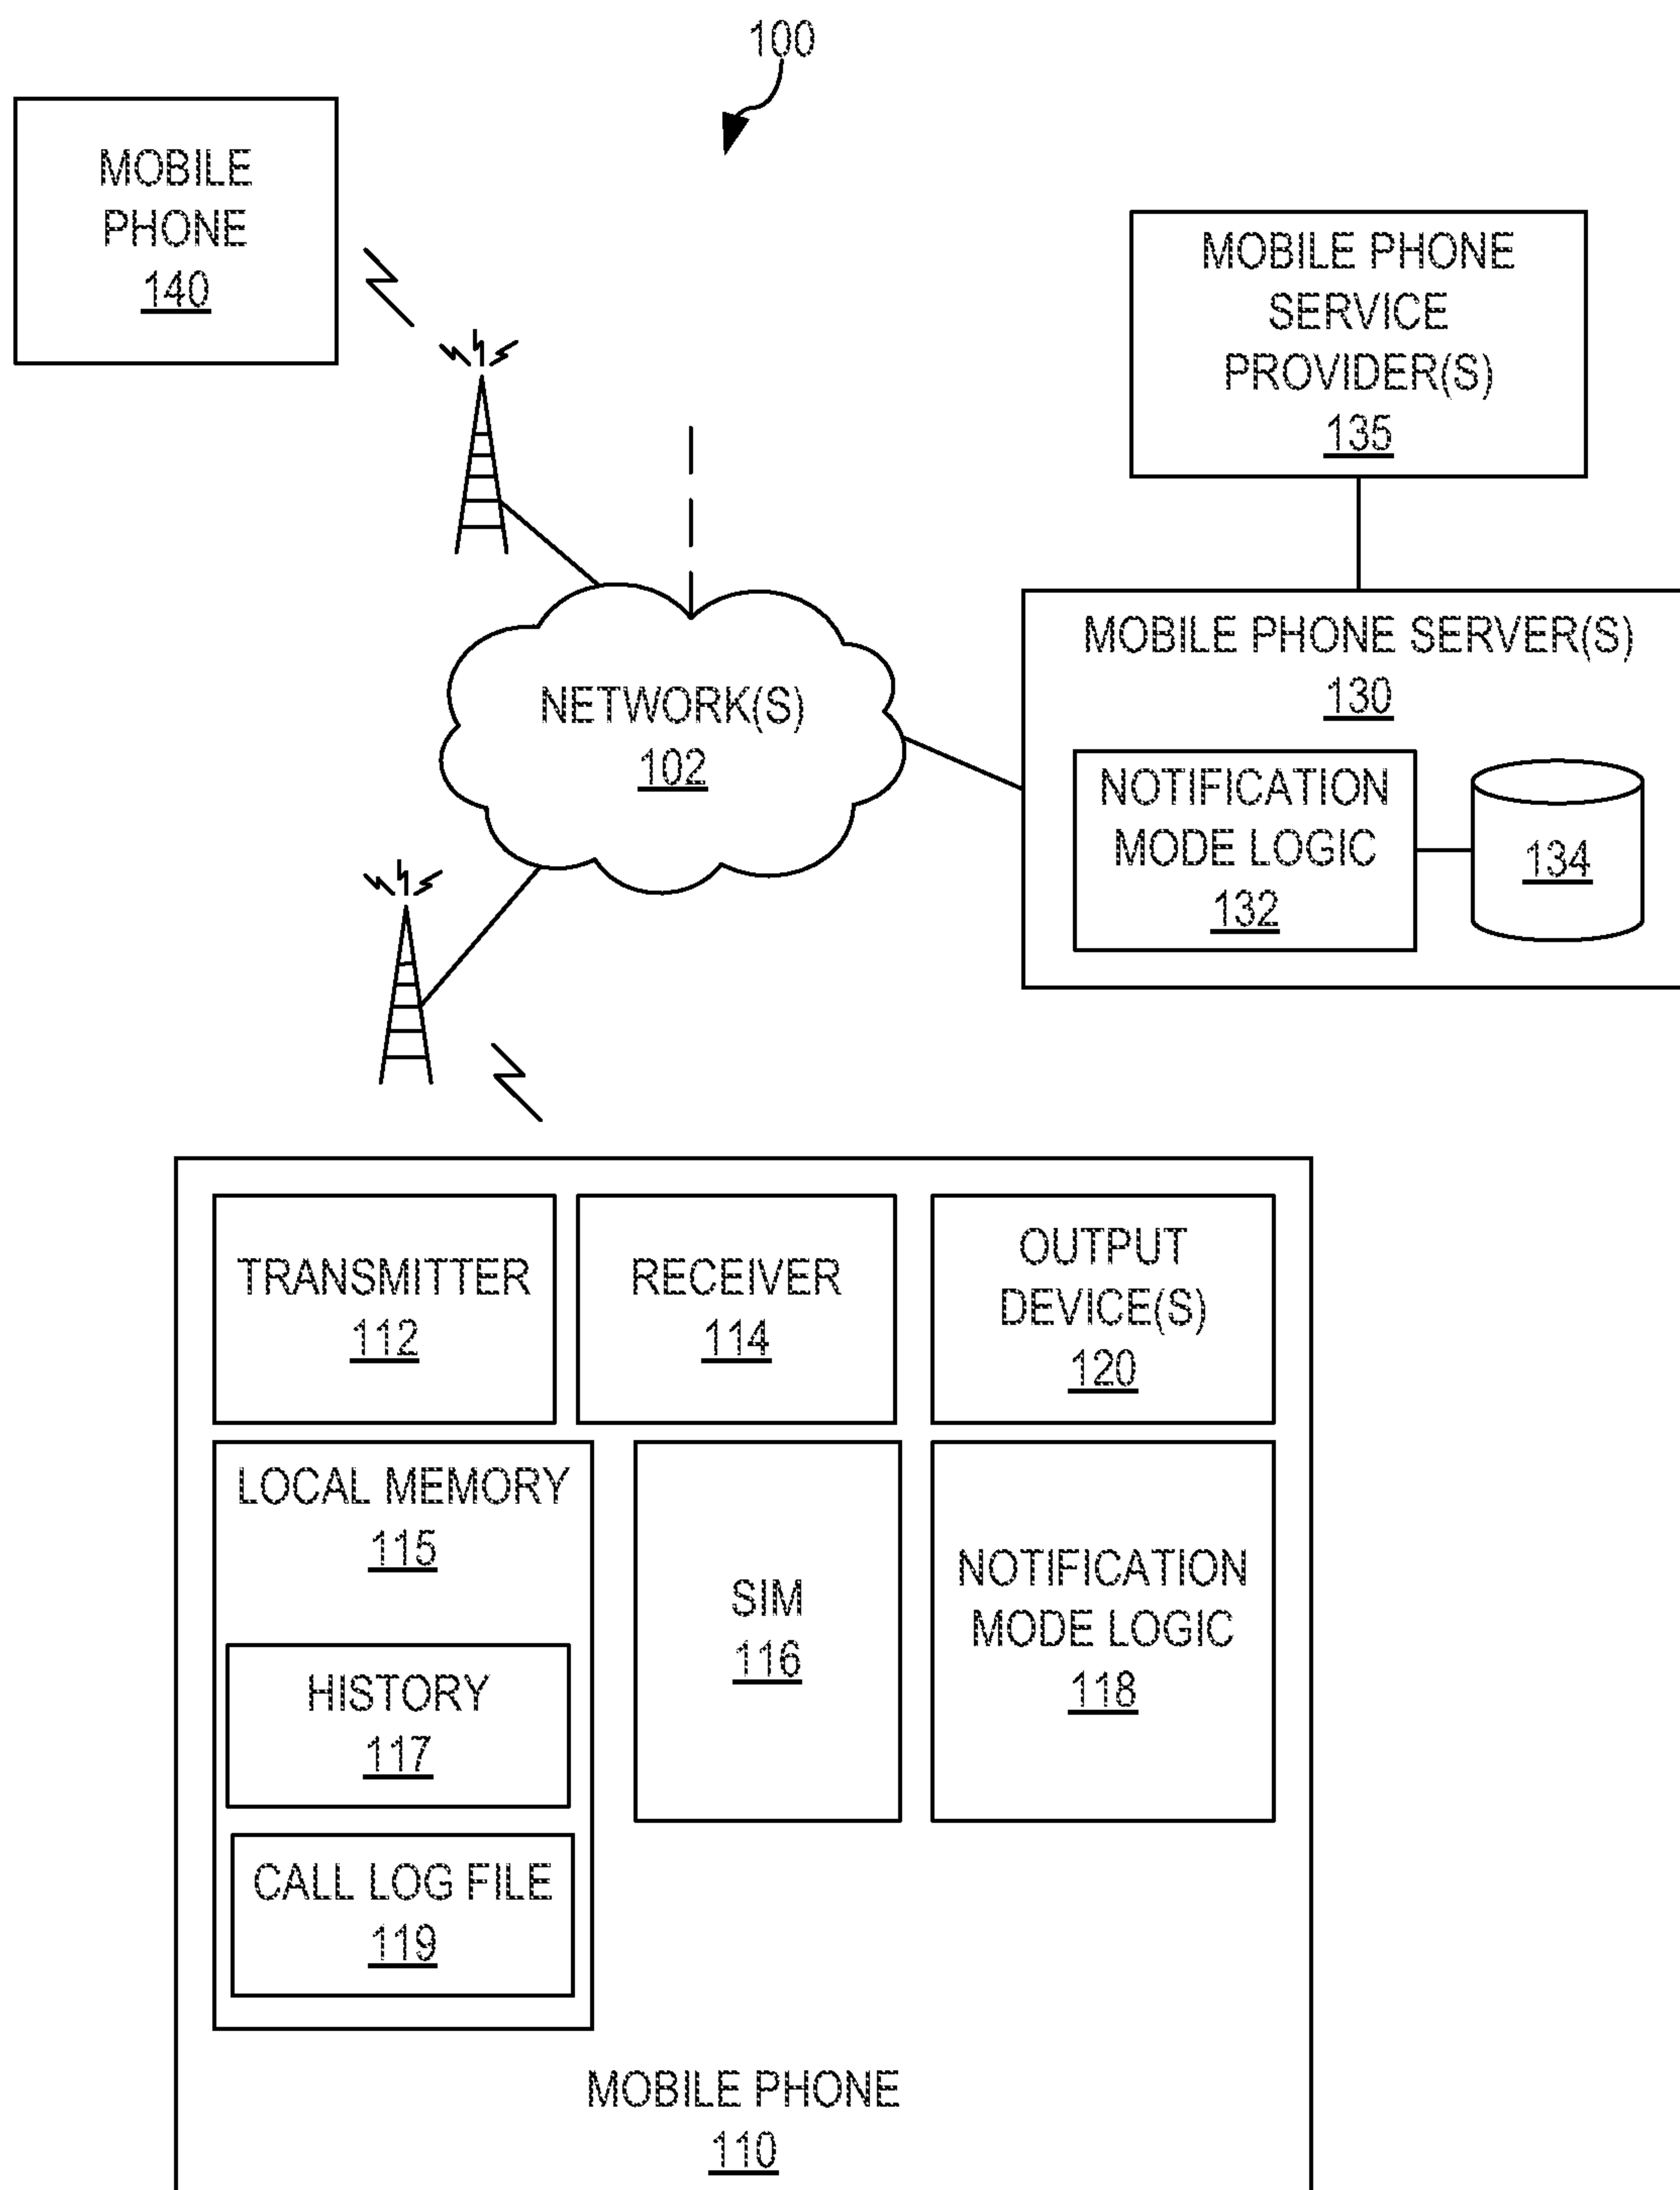 100
MOBILE
PHONE
140
MOBILE PHONE
SERVICE
PROVIDER(S)
135
MOBILE PHONE SERVER(S)
130
NETWORK(S)
102
NOTIFICATION
MODE LOGIC
132
134
TRANSMITTER
112
RECEIVER
114
OUTPUT
DEVICE(S)
120
LOCAL MEMORY
115
SIM
116
NOTIFICATION
MODE LOGIC
118
HISTORY
117
CALL LOG FILE
119
MOBILE PHONE
110